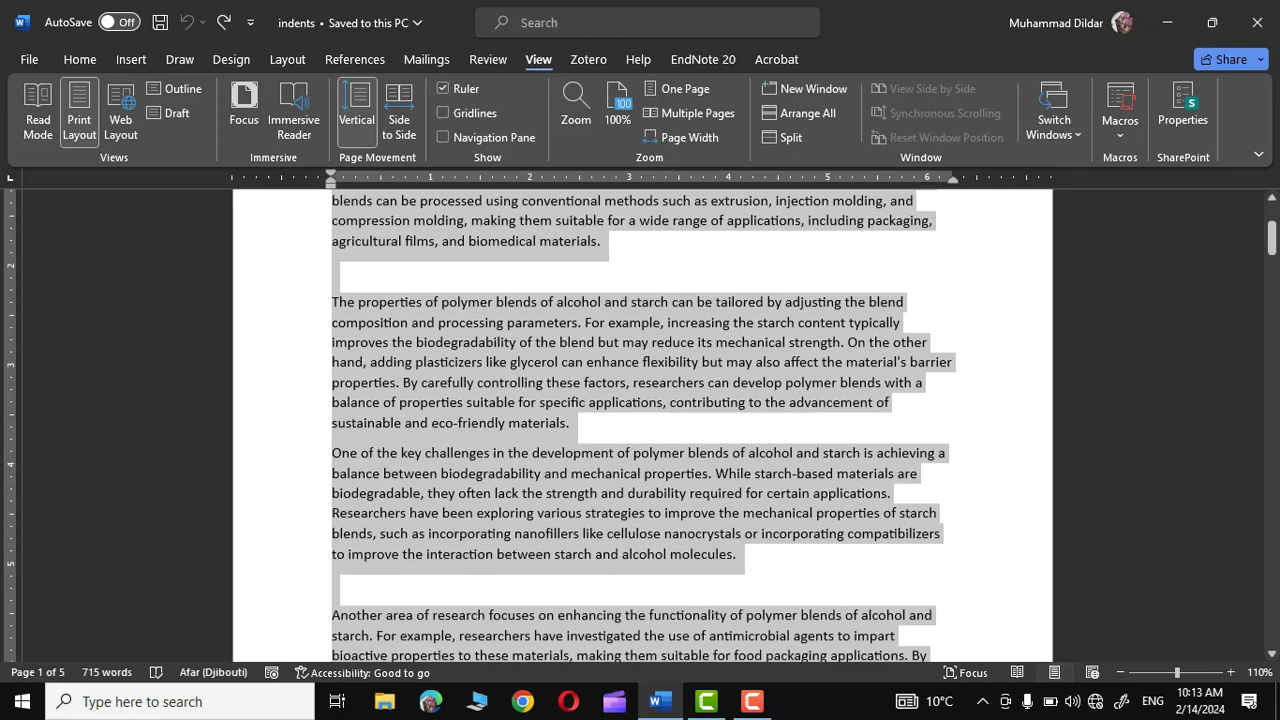 AutoSave Off indents • Saved to this PC Search Muhammad Dildar
File Home Insert Draw Design Layout References Mailings Review View Zotero Help EndNote 20 Acrobat Share
Read Mode
Print Layout
Web Layout
Outline
Draft
Views
Focus
Immersive Reader
Immersive
Vertical
Side to Side
Page Movement
Ruler
Gridlines
Navigation Pane
Show
Zoom
100
100%
One Page
Multiple Pages
Page Width
Zoom
New Window
Arrange All
Split
View Side by Side
Synchronous Scrolling
Reset Window Position
Switch Windows
Window
Macros
Macros
Properties
SharePoint
1 2 3 4 5 6
2
3
4
5
blends can be processed using conventional methods such as extrusion, injection molding, and
compression molding, making them suitable for a wide range of applications, including packaging,
agricultural films, and biomedical materials.
The properties of polymer blends of alcohol and starch can be tailored by adjusting the blend
composition and processing parameters. For example, increasing the starch content typically
improves the biodegradability of the blend but may reduce its mechanical strength. On the other
hand, adding plasticizers like glycerol can enhance flexibility but may also affect the material's barrier
properties. By carefully controlling these factors, researchers can develop polymer blends with a
balance of properties suitable for specific applications, contributing to the advancement of
sustainable and eco-friendly materials.
One of the key challenges in the development of polymer blends of alcohol and starch is achieving a
balance between biodegradability and mechanical properties. While starch-based materials are
biodegradable, they often lack the strength and durability required for certain applications.
Researchers have been exploring various strategies to improve the mechanical properties of starch
blends, such as incorporating nanofillers like cellulose nanocrystals or incorporating compatibilizers
to improve the interaction between starch and alcohol molecules.
Another area of research focuses on enhancing the functionality of polymer blends of alcohol and
starch. For example, researchers have investigated the use of antimicrobial agents to impart
bioactive properties to these materials, making them suitable for food packaging applications. By
Page 1 of 5 715 words Afar (Djibouti) Accessibility: Good to go Focus 110%
Type here to search 10°C ENG 10:13 AM
2/14/2024